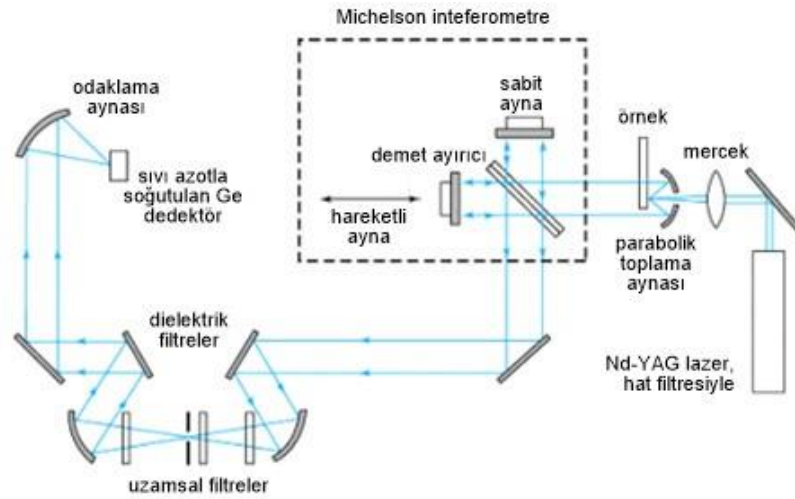 Michelson inteferometre
odaklama
aynası
sabit
ayna
örnek
demet ayırıcı
mercek
sıvı azotla
soğutulan Ge
dedektör
hareketli
ayna
parabolik
toplama
aynası
dielektrik
filtreler
Nd-YAG lazer,
hat filtresiyle
uzamsal filtreler